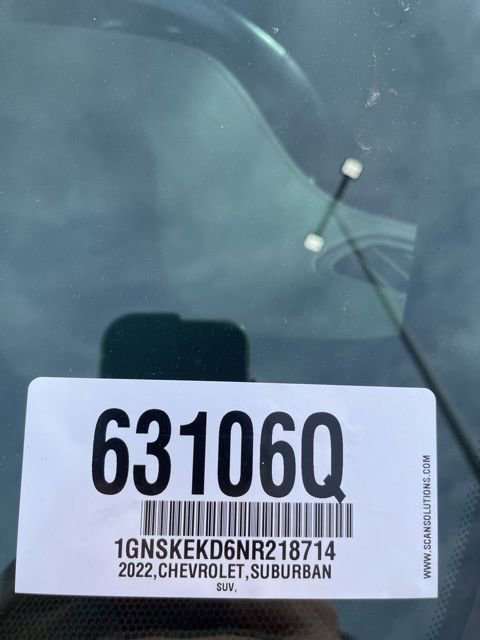 63106Q
1GNSKEKD6NR218714
2022,CHEVROLET,SUBURBAN
SUV,
WWW.SCANSOLUTIONS.COM